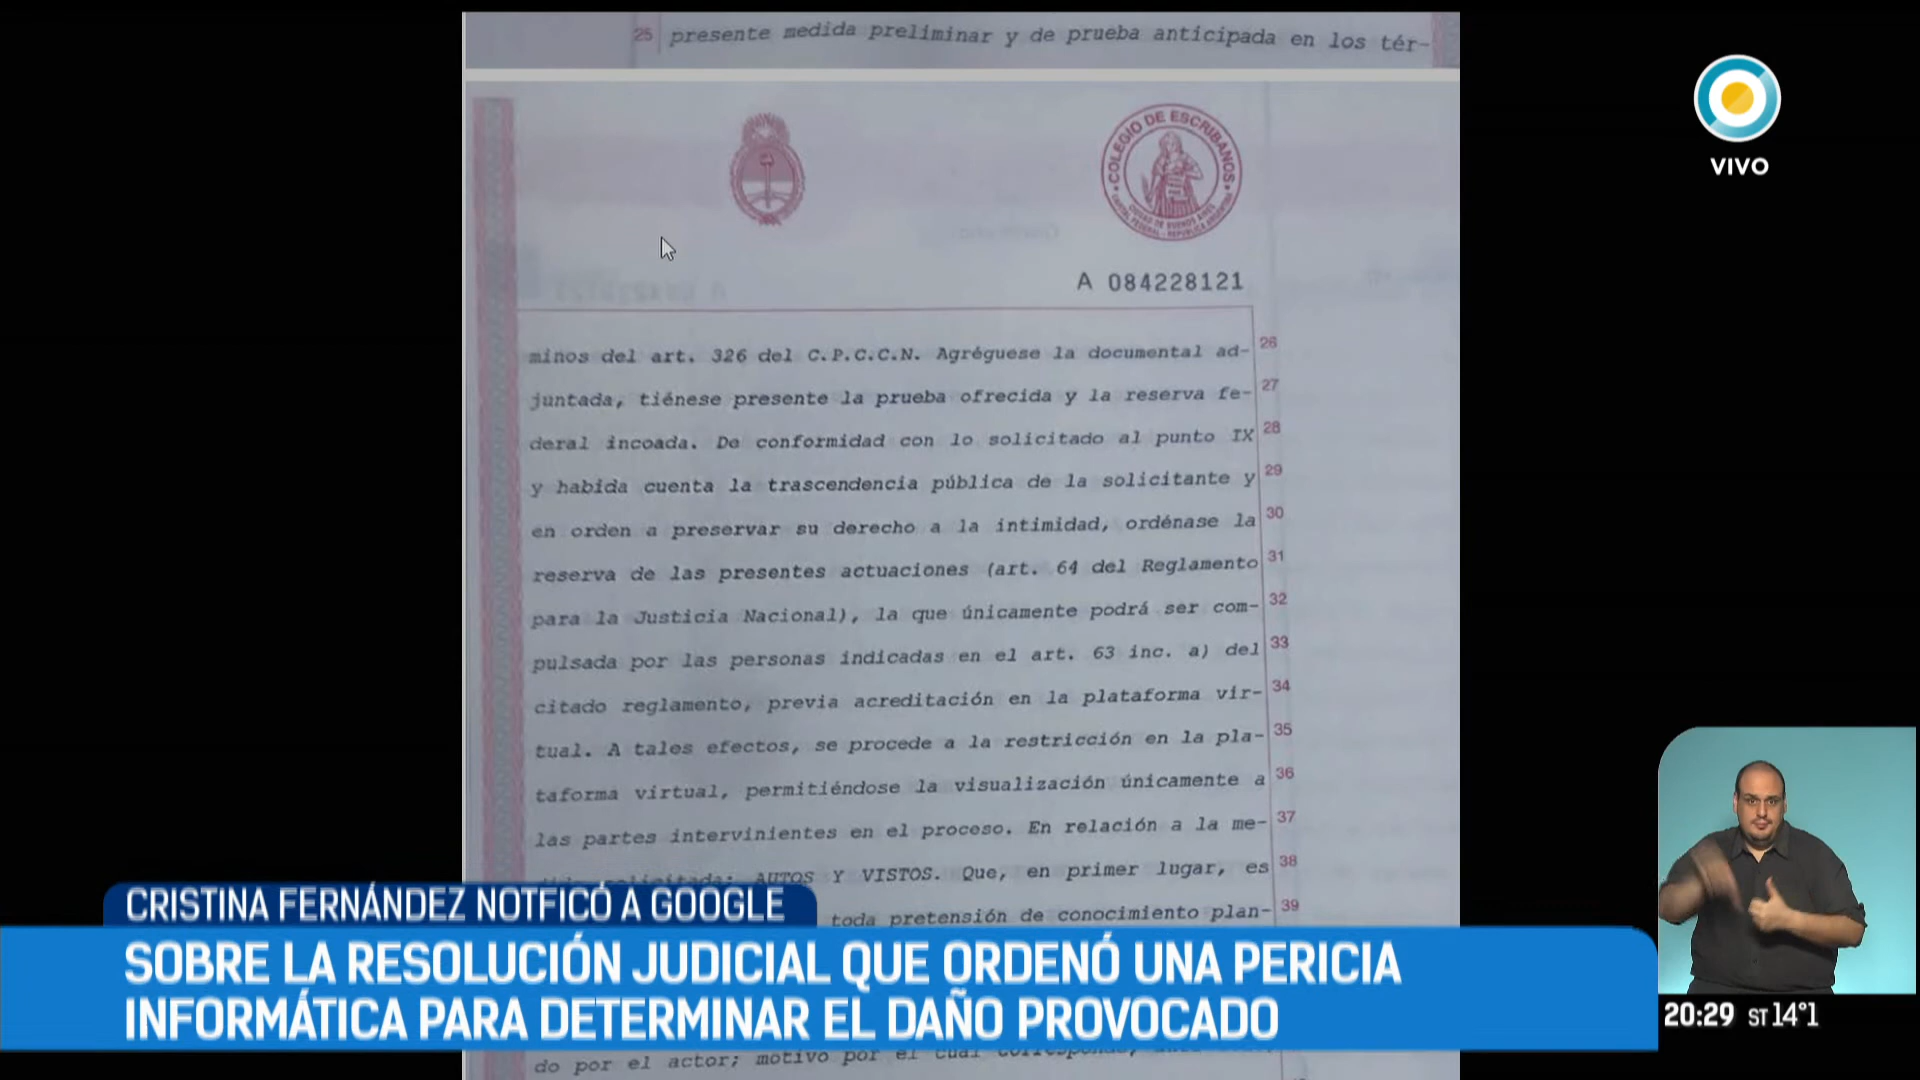 25 presente medida preliminar y de prueba anticipada en los tér-
VIVO
COLEGIO DE ESCRIBANOS
CIUDAD DE BUENOS AIRES
CAPITAL FEDERAL - REPUBLICA ARGENTINA
A 084228121
minos del art. 326 del C.P.C.C.N. Agréguese la documental ad- 26
juntada, tiénese presente la prueba ofrecida y la reserva fe- 27
deral incoada. De conformidad con lo solicitado al punto IX 28
y habida cuenta la trascendencia pública de la solicitante y 29
en orden a preservar su derecho a la intimidad, ordénase la 30
reserva de las presentes actuaciones (art. 64 del Reglamento 31
para la Justicia Nacional), la que únicamente podrá ser com- 32
pulsada por las personas indicadas en el art. 63 inc. a) del 33
citado reglamento, previa acreditación en la plataforma vir- 34
tual. A tales efectos, se procede a la restricción en la pla- 35
taforma virtual, permitiéndose la visualización únicamente a 36
las partes intervinientes en el proceso. En relación a la me- 37
AUTOS Y VISTOS. Que, en primer lugar, es 38
toda pretensión de conocimiento plan- 39
CRISTINA FERNÁNDEZ NOTFICÓ A GOOGLE
SOBRE LA RESOLUCIÓN JUDICIAL QUE ORDENÓ UNA PERICIA
INFORMÁTICA PARA DETERMINAR EL DAÑO PROVOCADO
20:29 ST 14°1
do por el actor; motivo por el cual